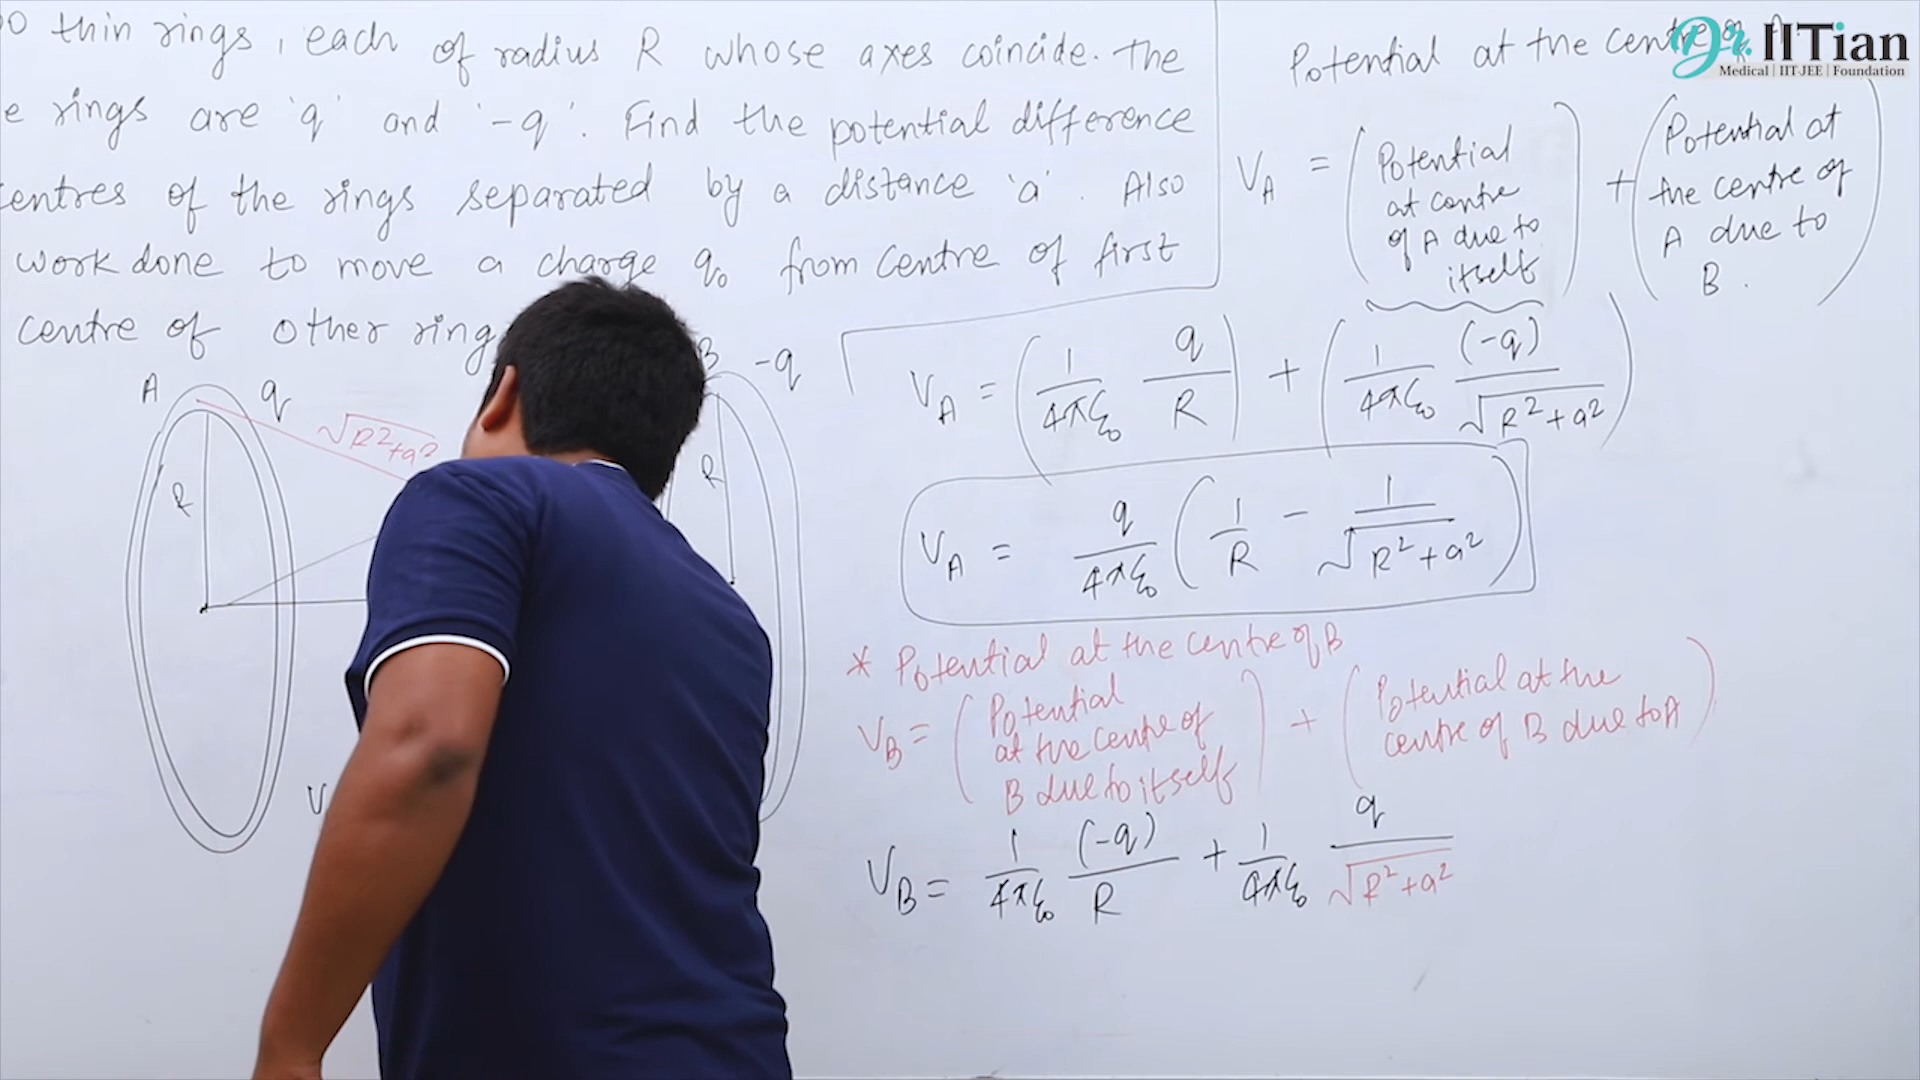 thin rings, each of radius R whose axes coincide. The
e rings are 'q' and '-q'. Find the potential difference
entres of the rings separated by a distance 'a'. Also
work done to move a charge q₀ from centre of first
centre of other ring
A q
√R²+a²
R
B -q
R
V
Potential at the centre of
Dr. IITian
Medical | IIT-JEE | Foundation
V_A = (Potential at centre of A due to itself) + (Potential at the centre of A due to B.)
V_A = (1/4πε₀ q/R) + (1/4πε₀ (-q)/√R²+a²)
V_A = q/4πε₀ (1/R - 1/√R²+a²)
* Potential at the centre of B
V_B = (Potential at the centre of B due to itself) + (Potential at the centre of B due to A)
V_B = 1/4πε₀ (-q)/R + 1/4πε₀ q/√R²+a²